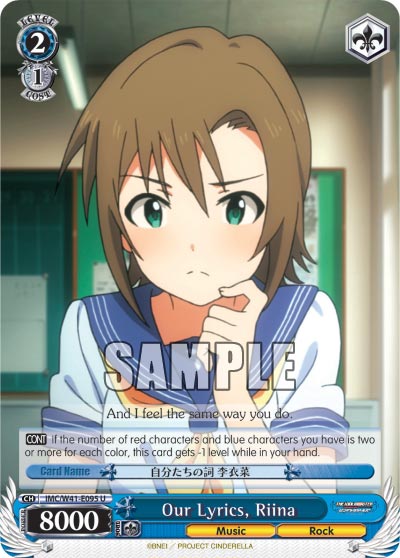 LEVEL
2
1
COST
SAMPLE
And I feel the same way you do.
CONT If the number of red characters and blue characters you have is two
or more for each color, this card gets -1 level while in your hand.
Card Name 自分たちの詞 李衣菜
CH IMC/W41-E095 U
Our Lyrics, Riina
8000
Music Rock
©BNEI / PROJECT CINDERELLA